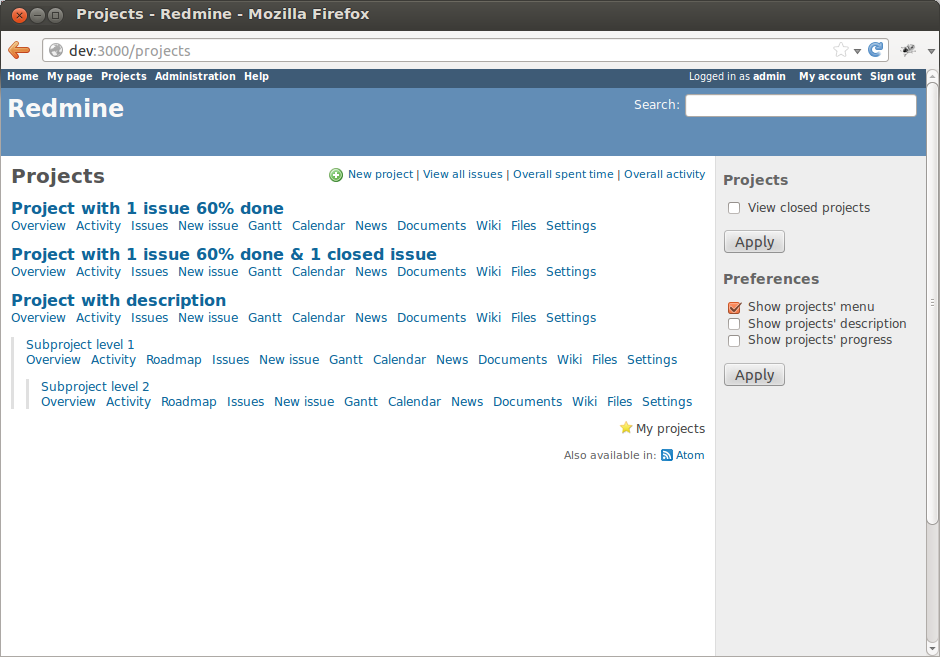 Projects - Redmine - Mozilla Firefox
dev:3000/projects
Home My page Projects Administration Help Logged in as admin My account Sign out
Redmine Search:
Projects New project | View all issues | Overall spent time | Overall activity
Project with 1 issue 60% done
Overview Activity Issues New issue Gantt Calendar News Documents Wiki Files Settings
Project with 1 issue 60% done & 1 closed issue
Overview Activity Issues New issue Gantt Calendar News Documents Wiki Files Settings
Project with description
Overview Activity Issues New issue Gantt Calendar News Documents Wiki Files Settings
Subproject level 1
Overview Activity Roadmap Issues New issue Gantt Calendar News Documents Wiki Files Settings
Subproject level 2
Overview Activity Roadmap Issues New issue Gantt Calendar News Documents Wiki Files Settings
My projects
Also available in: Atom
Projects
View closed projects
Apply
Preferences
Show projects' menu
Show projects' description
Show projects' progress
Apply